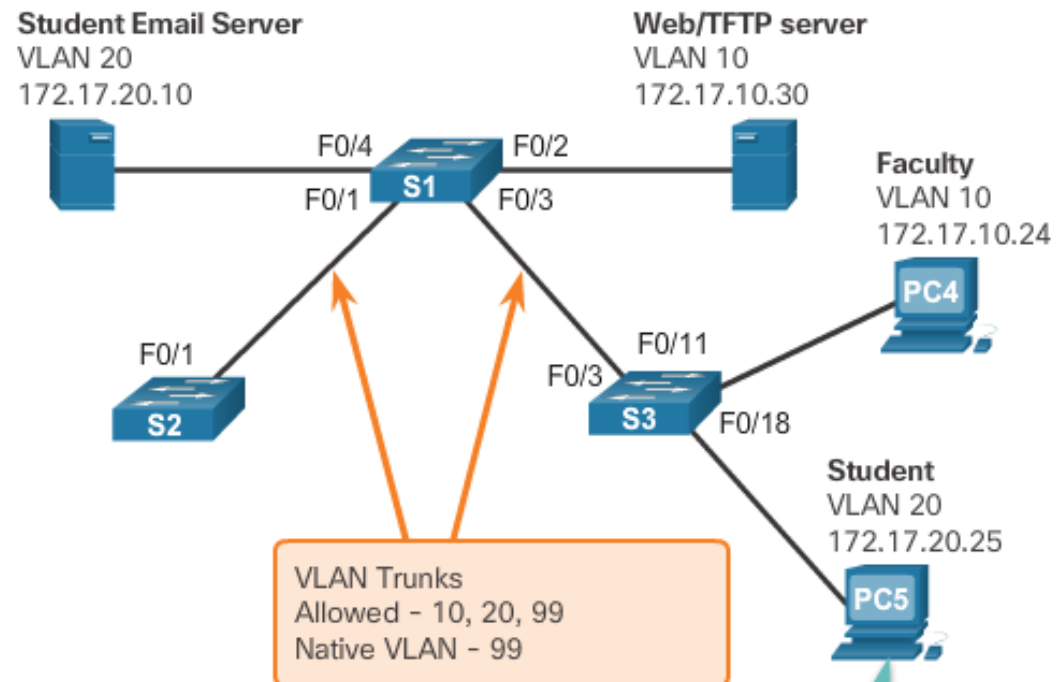 Student Email Server
VLAN 20
172.17.20.10
Web/TFTP server
VLAN 10
172.17.10.30
F0/4
S1
F0/2
F0/1
F0/3
Faculty
VLAN 10
172.17.10.24
PC4
F0/1
S2
F0/11
F0/3
S3
F0/18
Student
VLAN 20
172.17.20.25
PC5
VLAN Trunks
Allowed - 10, 20, 99
Native VLAN - 99